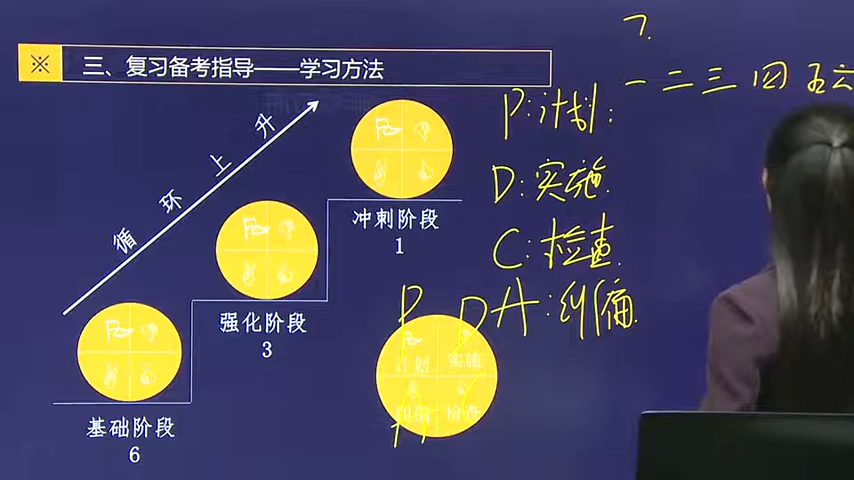 ※ 三、复习备考指导——学习方法
7.
一 二 三 四 五 六
P:计划:
D:实施.
C:检查.
A:纠偏.
循环上升
冲刺阶段
1
强化阶段
3
基础阶段
6
P D
计划 实施
纠偏 检查